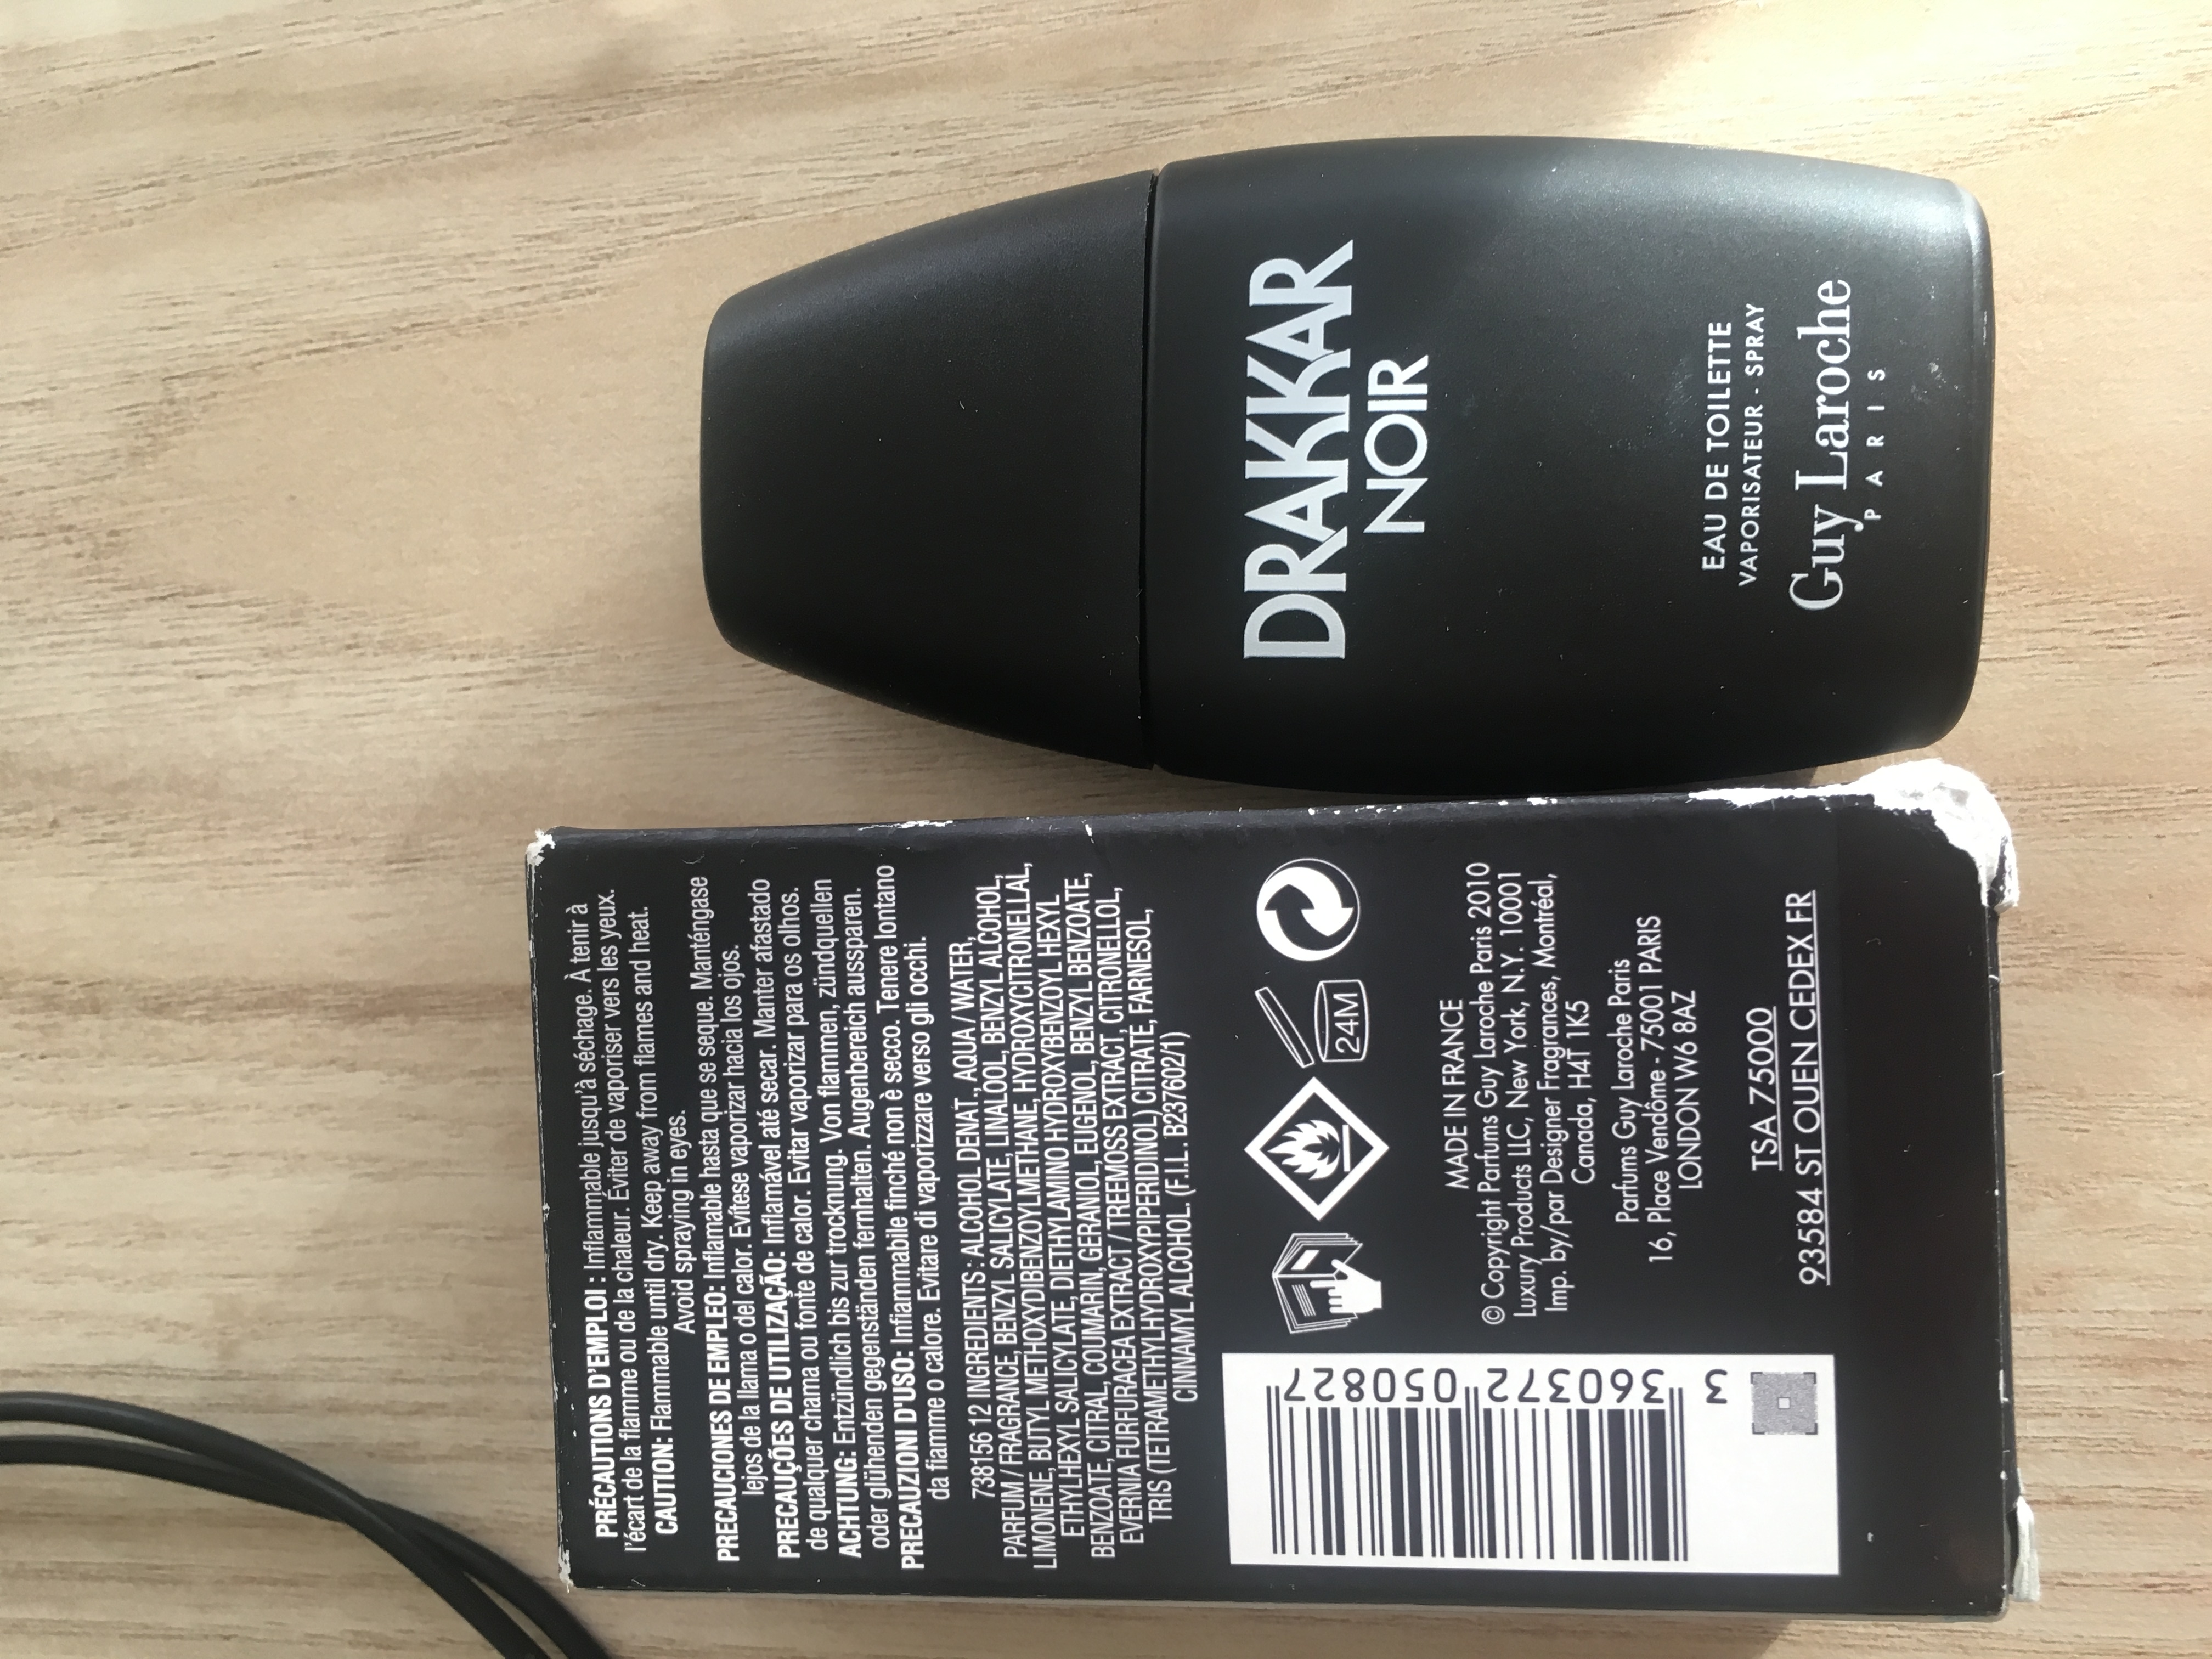 DRAKKAR
NOIR
EAU DE TOILETTE
VAPORISATEUR - SPRAY
Guy Laroche
PARIS
PRÉCAUTIONS D'EMPLOI : Inflammable jusqu'à séchage. À tenir à
l'écart de la flamme ou de la chaleur. Éviter de vaporiser vers les yeux.
CAUTION: Flammable until dry. Keep away from flames and heat.
Avoid spraying in eyes.
PRECAUCIONES DE EMPLEO: Inflamable hasta que se seque. Manténgase
lejos de la llama o del calor. Evítese vaporizar hacia los ojos.
PRECAUÇÕES DE UTILIZAÇÃO: Inflamável até secar. Manter afastado
de qualquer chama ou fonte de calor. Evitar vaporizar para os olhos.
ACHTUNG: Entzündlich bis zur trocknung. Von flammen, zündquellen
oder glühenden gegenständen fernhalten. Augenbereich aussparen.
PRECAUZIONI D'USO: Infiammabile finché non è secco. Tenere lontano
da fiamme o calore. Evitare di vaporizzare verso gli occhi.
738156 12 INGREDIENTS: ALCOHOL DENAT., AQUA / WATER,
PARFUM / FRAGRANCE, BENZYL SALICYLATE, LINALOOL, BENZYL ALCOHOL,
LIMONENE, BUTYL METHOXYDIBENZOYLMETHANE, HYDROXYCITRONELLAL,
ETHYLHEXYL SALICYLATE, DIETHYLAMINO HYDROXYBENZOYL HEXYL
BENZOATE, CITRAL, COUMARIN, GERANIOL, EUGENOL, BENZYL BENZOATE,
EVERNIA FURFURACEA EXTRACT / TREEMOSS EXTRACT, CITRONELLOL,
TRIS (TETRAMETHYLHYDROXYPIPERIDINOL) CITRATE, FARNESOL,
CINNAMYL ALCOHOL. (F.I.L. B237602/1)
24M
MADE IN FRANCE
© Copyright Parfums Guy Laroche Paris 2010
Luxury Products LLC, New York, N.Y. 10001
Imp. by/par Designer Fragrances, Montréal,
Canada, H4T 1K5
Parfums Guy Laroche Paris
16, Place Vendôme - 75001 PARIS
LONDON W6 8AZ
TSA 75000
93584 ST OUEN CEDEX FR
3 360372 050827